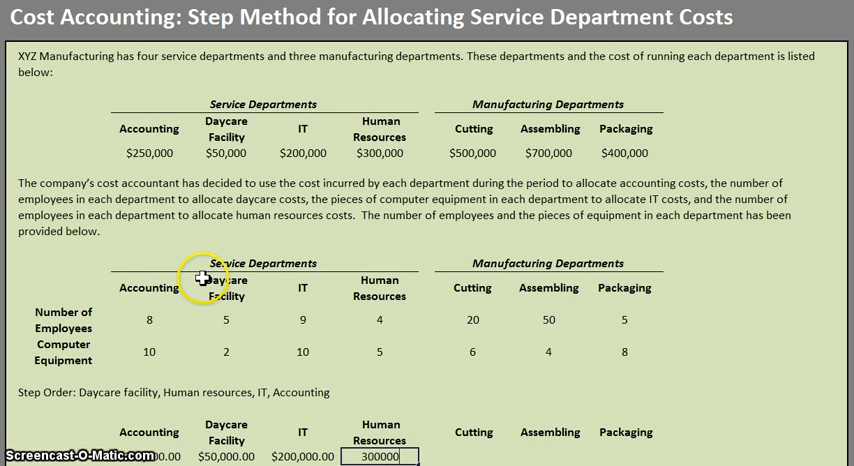 Cost Accounting: Step Method for Allocating Service Department Costs
XYZ Manufacturing has four service departments and three manufacturing departments. These departments and the cost of running each department is listed
below:
Service Departments Manufacturing Departments
Accounting Daycare Facility IT Human Resources Cutting Assembling Packaging
$250,000 $50,000 $200,000 $300,000 $500,000 $700,000 $400,000
The company's cost accountant has decided to use the cost incurred by each department during the period to allocate accounting costs, the number of
employees in each department to allocate daycare costs, the pieces of computer equipment in each department to allocate IT costs, and the number of
employees in each department to allocate human resources costs. The number of employees and the pieces of equipment in each department has been
provided below.
Service Departments Manufacturing Departments
Accounting Daycare Facility IT Human Resources Cutting Assembling Packaging
Number of Employees 8 5 9 4 20 50 5
Computer Equipment 10 2 10 5 6 4 8
Step Order: Daycare facility, Human resources, IT, Accounting
Accounting Daycare Facility IT Human Resources Cutting Assembling Packaging
Screencast-O-Matic.com 00.00 $50,000.00 $200,000.00 300000